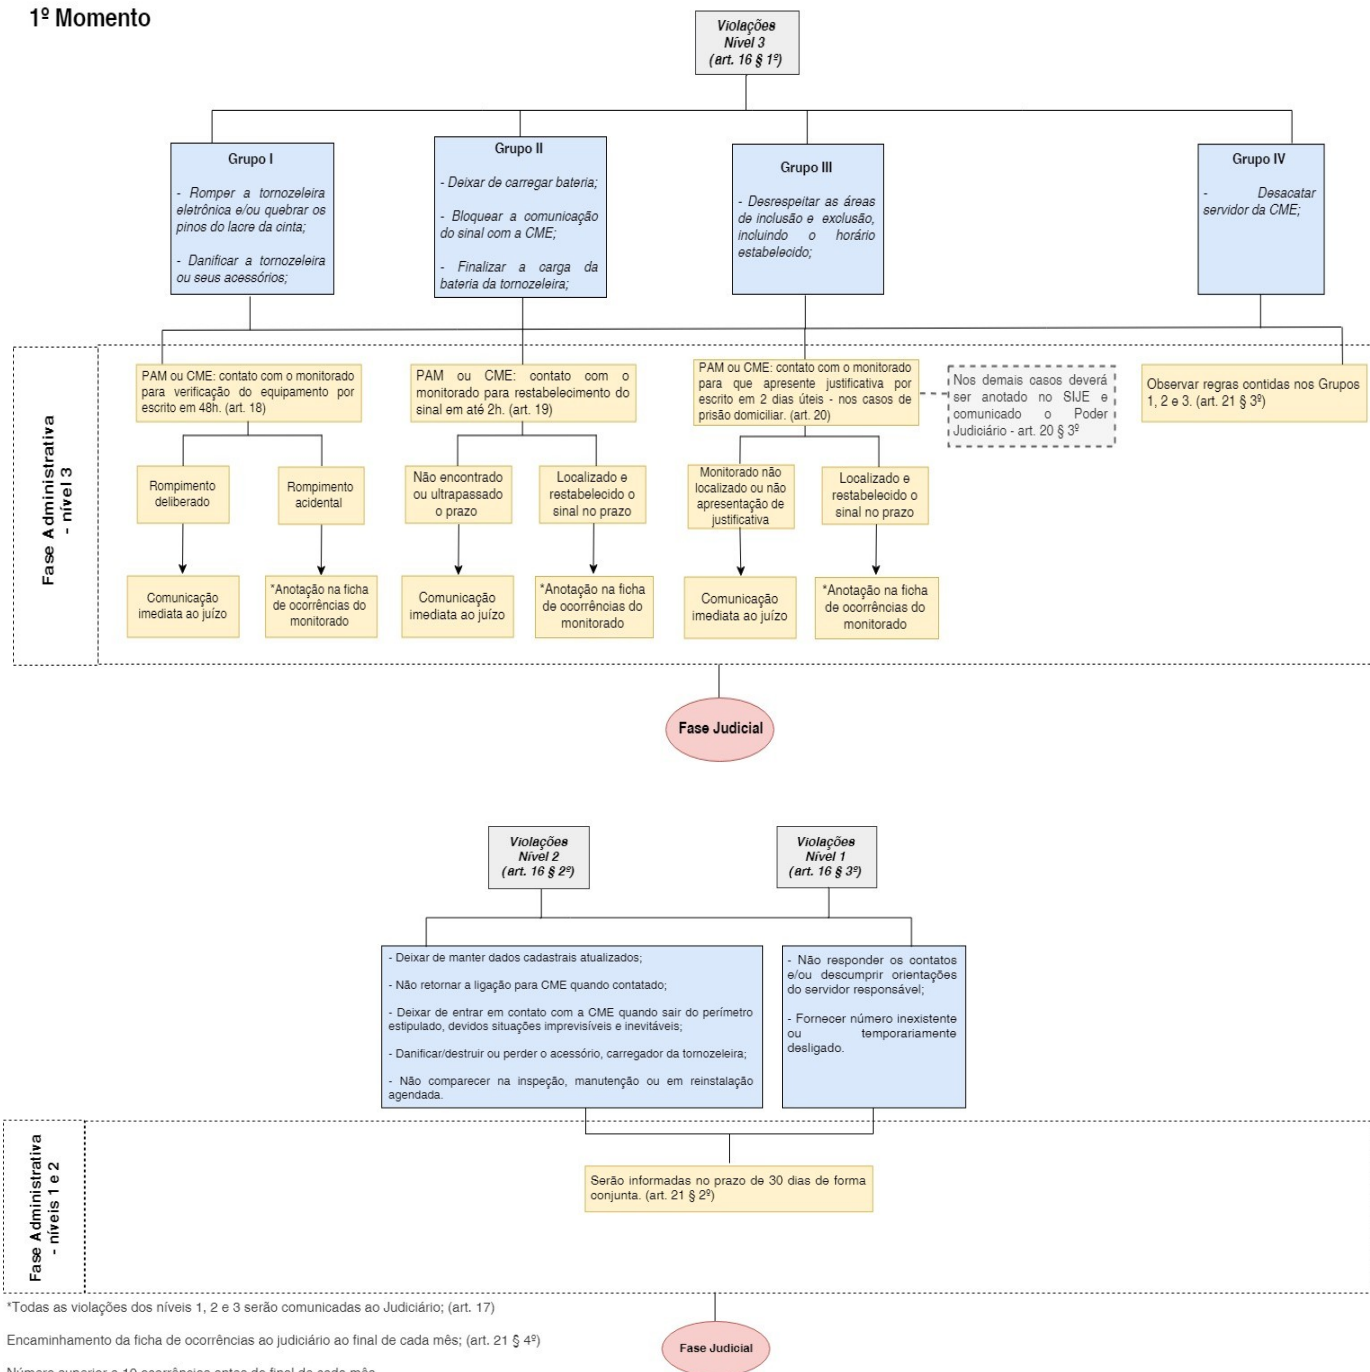 1º Momento
Violações
Nível 3
(art. 16 § 1º)
Grupo I
- Romper a tornozeleira
eletrônica e/ou quebrar os
pinos do lacre da cinta;
- Danificar a tornozeleira
ou seus acessórios;
Grupo II
- Deixar de carregar bateria;
- Bloquear a comunicação
do sinal com a CME;
- Finalizar a carga da
bateria da tornozeleira;
Grupo III
- Desrespeitar as áreas
de inclusão e exclusão,
incluindo o horário
estabelecido;
Grupo IV
- Desacatar
servidor da CME;
Fase Administrativa
- nível 3
PAM ou CME: contato com o monitorado
para verificação do equipamento por
escrito em 48h. (art. 18)
PAM ou CME: contato com o
monitorado para restabelecimento do
sinal em até 2h. (art. 19)
PAM ou CME: contato com o monitorado
para que apresente justificativa por
escrito em 2 dias úteis - nos casos de
prisão domiciliar. (art. 20)
Nos demais casos deverá
ser anotado no SIJE e
comunicado o Poder
Judiciário - art. 20 § 3º
Observar regras contidas nos Grupos
1, 2 e 3. (art. 21 § 3º)
Rompimento
deliberado
Rompimento
acidental
Não encontrado
ou ultrapassado
o prazo
Localizado e
restabelecido o
sinal no prazo
Monitorado não
localizado ou não
apresentação de
justificativa
Localizado e
restabelecido o
sinal no prazo
Comunicação
imediata ao juízo
*Anotação na ficha
de ocorrências do
monitorado
Comunicação
imediata ao juízo
*Anotação na ficha
de ocorrências do
monitorado
Comunicação
imediata ao juízo
*Anotação na ficha
de ocorrências do
monitorado
Fase Judicial
Violações
Nível 2
(art. 16 § 2º)
Violações
Nível 1
(art. 16 § 3º)
- Deixar de manter dados cadastrais atualizados;
- Não retornar a ligação para CME quando contatado;
- Deixar de entrar em contato com a CME quando sair do perímetro
estipulado, devidos situações imprevisíveis e inevitáveis;
- Danificar/destruir ou perder o acessório, carregador da tornozeleira;
- Não comparecer na inspeção, manutenção ou em reinstalação
agendada.
- Não responder os contatos
e/ou descumprir orientações
do servidor responsável;
- Fornecer número inexistente
ou temporariamente
desligado.
Fase Administrativa
- níveis 1 e 2
Serão informadas no prazo de 30 dias de forma
conjunta. (art. 21 § 2º)
*Todas as violações dos níveis 1, 2 e 3 serão comunicadas ao Judiciário; (art. 17)
Encaminhamento da ficha de ocorrências ao judiciário ao final de cada mês; (art. 21 § 4º)
Número superior a 10 ocorrências antes do final de cada mês
Fase Judicial